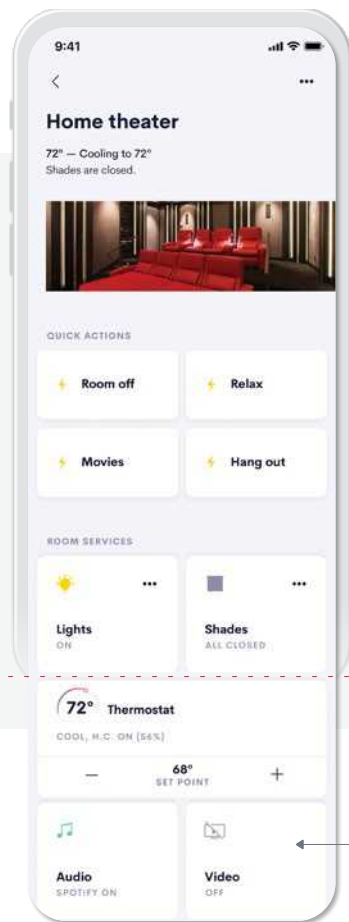 9:41
Home theater
72° — Cooling to 72°
Shades are closed.
QUICK ACTIONS
Room off
Relax
Movies
Hang out
ROOM SERVICES
Lights
ON
Shades
ALL CLOSED
72° Thermostat
COOL, H.C. ON (56%)
— 68° +
SET POINT
Audio
SPOTIFY ON
Video
OFF